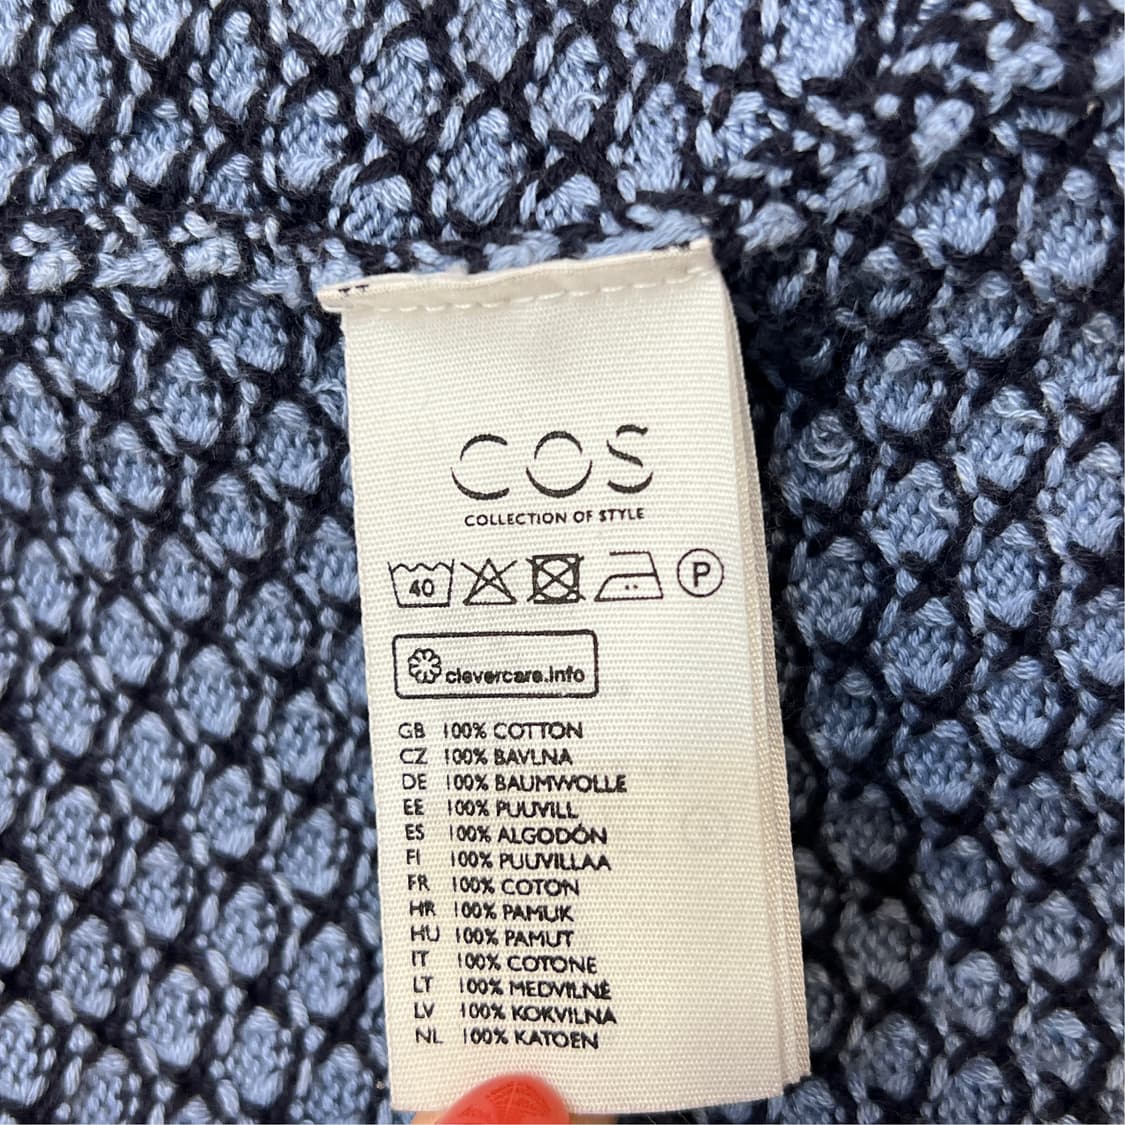 COS
COLLECTION OF STYLE
40 P
clevercare.info
GB 100% COTTON
CZ 100% BAVLNA
DE 100% BAUMWOLLE
EE 100% PUUVILL
ES 100% ALGODÓN
FI 100% PUUVILLAA
FR 100% COTON
HR 100% PAMUK
HU 100% PAMUT
IT 100% COTONE
LT 100% MEDVILNĖ
LV 100% KOKVILNA
NL 100% KATOEN